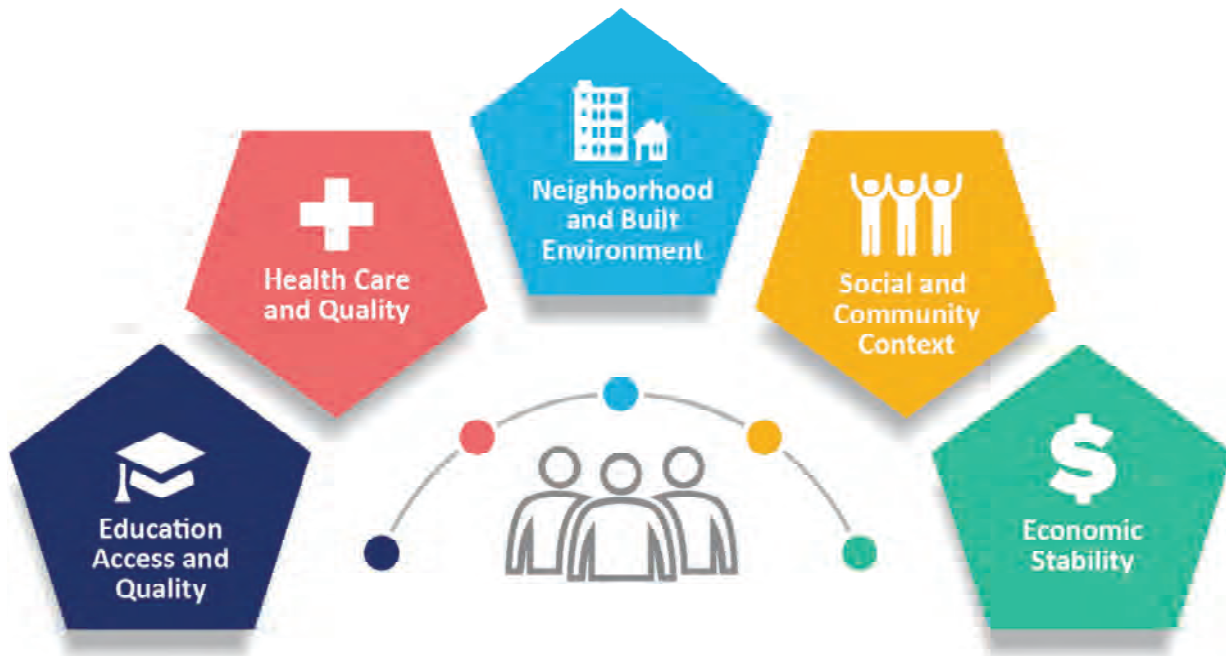 Neighborhood
and Built
Environment
Health Care
and Quality
Social and
Community
Context
Education
Access and
Quality
$
Economic
Stability